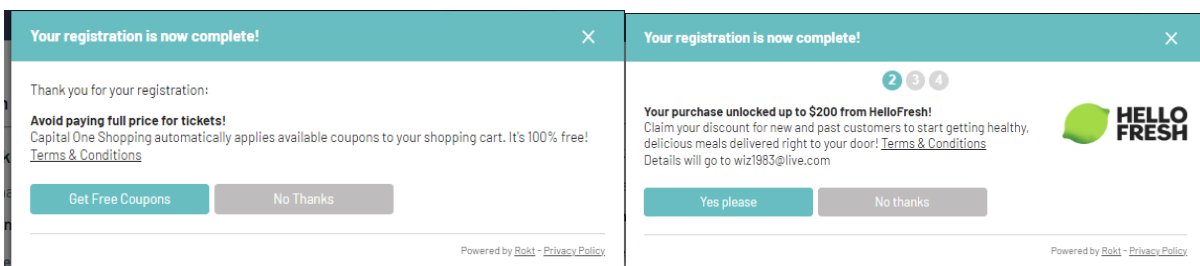 Your registration is now complete!
Thank you for your registration:
Avoid paying full price for tickets!
Capital One Shopping automatically applies available coupons to your shopping cart. It's 100% free!
Terms & Conditions
Get Free Coupons
No Thanks
Powered by Rokt - Privacy Policy
Your registration is now complete!
2 3 4
Your purchase unlocked up to $200 from HelloFresh!
Claim your discount for new and past customers to start getting healthy,
delicious meals delivered right to your door! Terms & Conditions
Details will go to wiz1983@live.com
HELLO
FRESH
Yes please
No thanks
Powered by Rokt - Privacy Policy